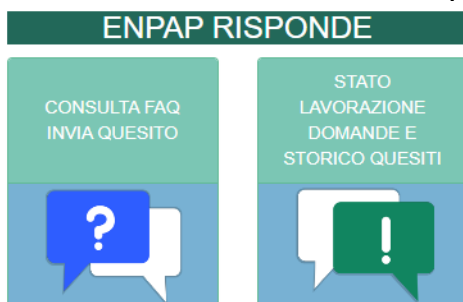 ENPAP RISPONDE
CONSULTA FAQ
INVIA QUESITO
STATO
LAVORAZIONE
DOMANDE E
STORICO QUESITI
?
!